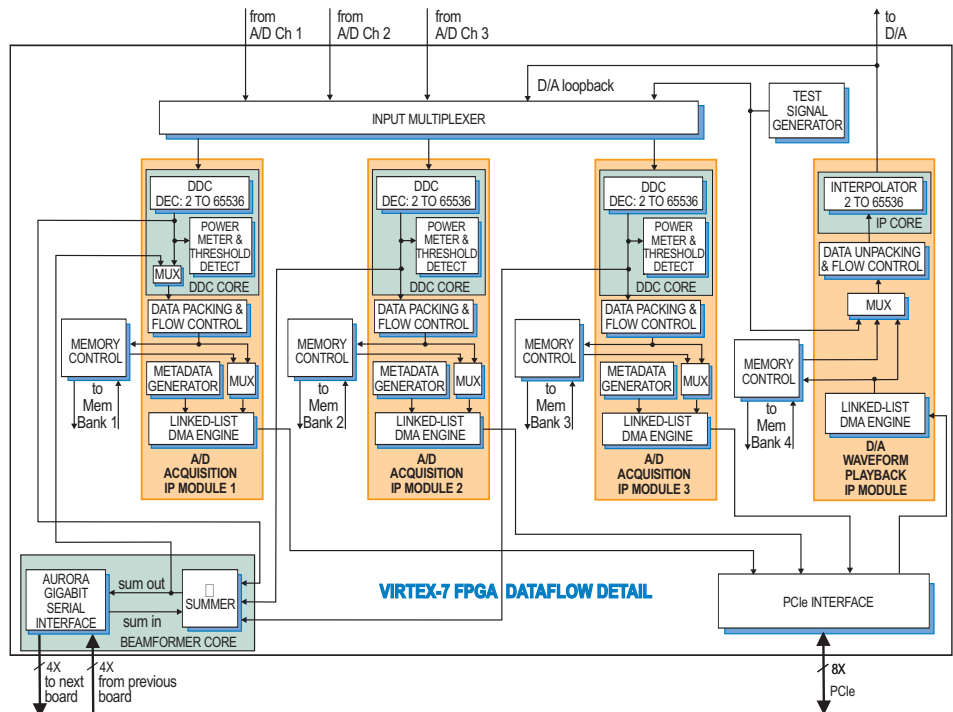 from
A/D Ch 1
from
A/D Ch 2
from
A/D Ch 3
to
D/A
D/A loopback
INPUT MULTIPLEXER
TEST
SIGNAL
GENERATOR
DDC
DEC: 2 TO 65536
POWER
METER &
THRESHOLD
DETECT
MUX
DDC CORE
DATA PACKING &
FLOW CONTROL
MEMORY
CONTROL
METADATA
GENERATOR
MUX
to
Mem
Bank 1
LINKED-LIST
DMA ENGINE
A/D
ACQUISITION
IP MODULE 1
DDC
DEC: 2 TO 65536
POWER
METER &
THRESHOLD
DETECT
DDC CORE
DATA PACKING &
FLOW CONTROL
MEMORY
CONTROL
METADATA
GENERATOR
MUX
to
Mem
Bank 2
LINKED-LIST
DMA ENGINE
A/D
ACQUISITION
IP MODULE 2
DDC
DEC: 2 TO 65536
POWER
METER &
THRESHOLD
DETECT
DDC CORE
DATA PACKING &
FLOW CONTROL
MEMORY
CONTROL
METADATA
GENERATOR
MUX
to
Mem
Bank 3
LINKED-LIST
DMA ENGINE
A/D
ACQUISITION
IP MODULE 3
INTERPOLATOR
2 TO 65536
IP CORE
DATA UNPACKING
& FLOW CONTROL
MUX
MEMORY
CONTROL
to
Mem
Bank 4
LINKED-LIST
DMA ENGINE
D/A
WAVEFORM
PLAYBACK
IP MODULE
AURORA
GIGABIT
SERIAL
INTERFACE
sum out
sum in
SUMMER
BEAMFORMER CORE
VIRTEX-7 FPGA DATAFLOW DETAIL
PCIe INTERFACE
4X
to next
board
4X
from previous
board
8X
PCIe